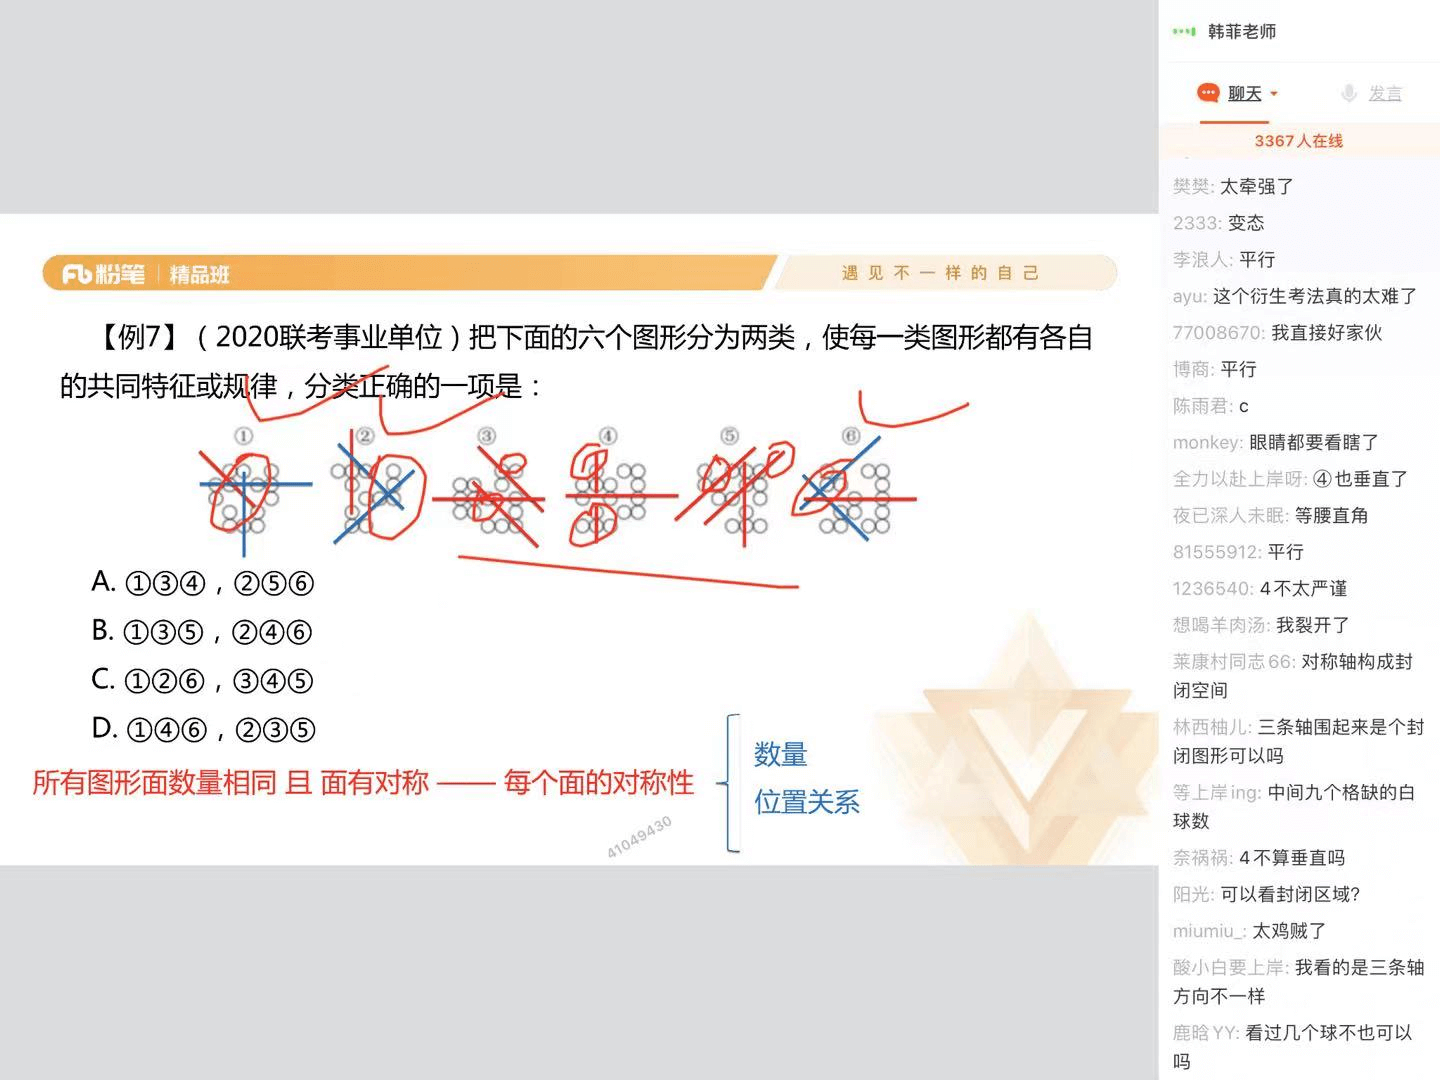 韩菲老师
聊天
发言
3367人在线
粉笔 精品班
遇见不一样的自己
【例7】（2020联考事业单位）把下面的六个图形分为两类，使每一类图形都有各自
的共同特征或规律，分类正确的一项是：
① ② ③ ④ ⑤ ⑥
A. ①③④，②⑤⑥
B. ①③⑤，②④⑥
C. ①②⑥，③④⑤
D. ①④⑥，②③⑤
所有图形面数量相同 且 面有对称 —— 每个面的对称性
数量
位置关系
41049430
樊樊: 太牵强了
2333: 变态
李浪人: 平行
ayu: 这个衍生考法真的太难了
77008670: 我直接好家伙
博商: 平行
陈雨君: c
monkey: 眼睛都要看瞎了
全力以赴上岸呀: ④也垂直了
夜已深人未眠: 等腰直角
81555912: 平行
1236540: 4不太严谨
想喝羊肉汤: 我裂开了
莱康村同志66: 对称轴构成封
闭空间
林西柚儿: 三条轴围起来是个封
闭图形可以吗
等上岸ing: 中间九个格缺的白
球数
奈祸祸: 4不算垂直吗
阳光: 可以看封闭区域?
miumiu_: 太鸡贼了
酸小白要上岸: 我看的是三条轴
方向不一样
鹿晗YY: 看过几个球不也可以
吗